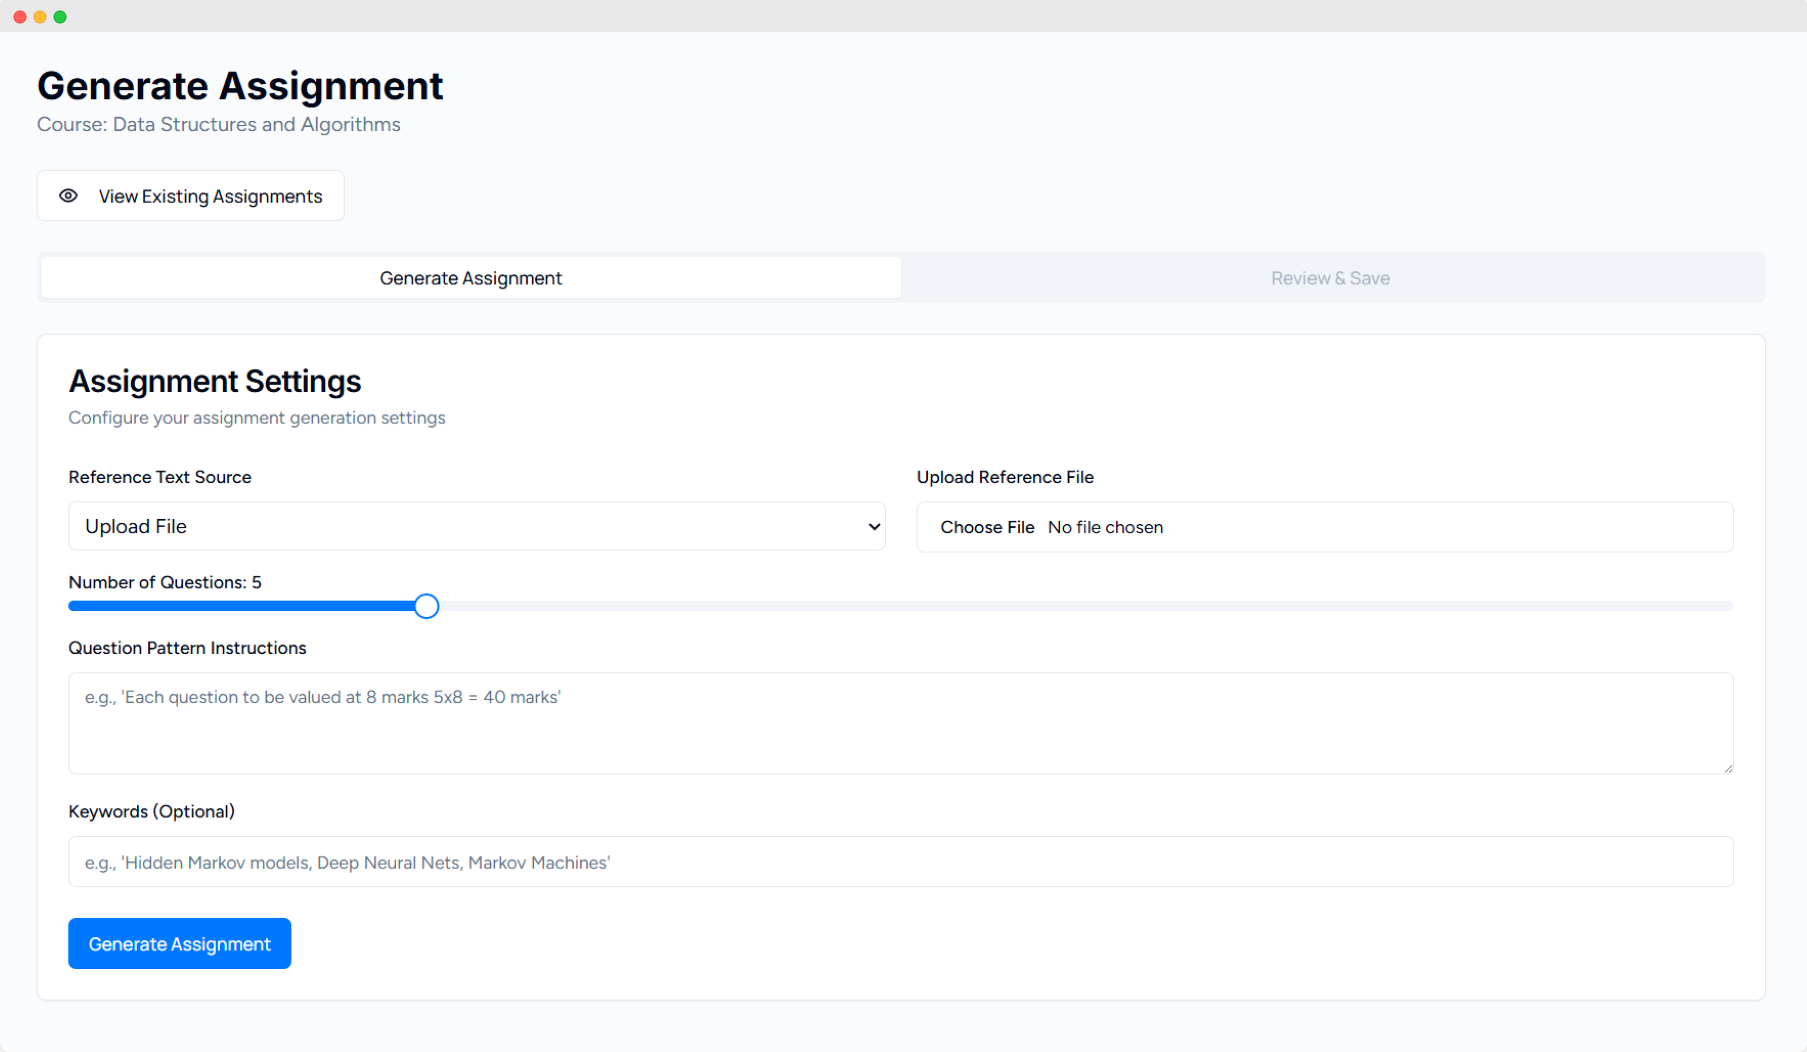 Generate Assignment
Course: Data Structures and Algorithms
View Existing Assignments
Generate Assignment
Review & Save
Assignment Settings
Configure your assignment generation settings
Reference Text Source
Upload Reference File
Upload File
Choose File No file chosen
Number of Questions: 5
Question Pattern Instructions
e.g., 'Each question to be valued at 8 marks 5x8 = 40 marks'
Keywords (Optional)
e.g., 'Hidden Markov models, Deep Neural Nets, Markov Machines'
Generate Assignment